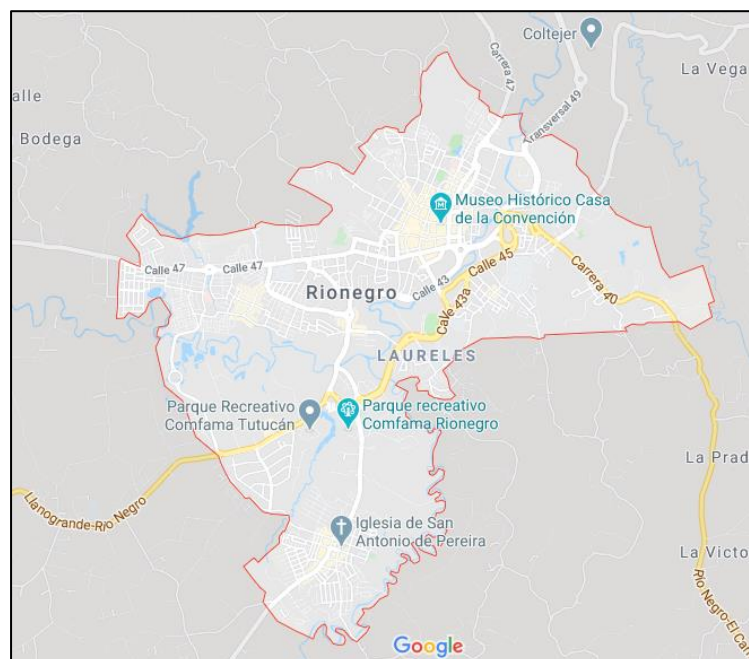 Coltejer
Carrera 47
La Vega
alle
Transversal 49
Bodega
Museo Histórico Casa
de la Convención
Calle 47
Calle 47
Calle 45
Carrera 40
Rionegro
Calle 43
Calle 43a
LAURELES
Parque Recreativo
Comfama Tutucán
Parque recreativo
Comfama Rionegro
La Prad
Llanogrande-Rio Negro
Iglesia de San
Antonio de Pereira
La Victo
Rio Negro-El Carm
Google